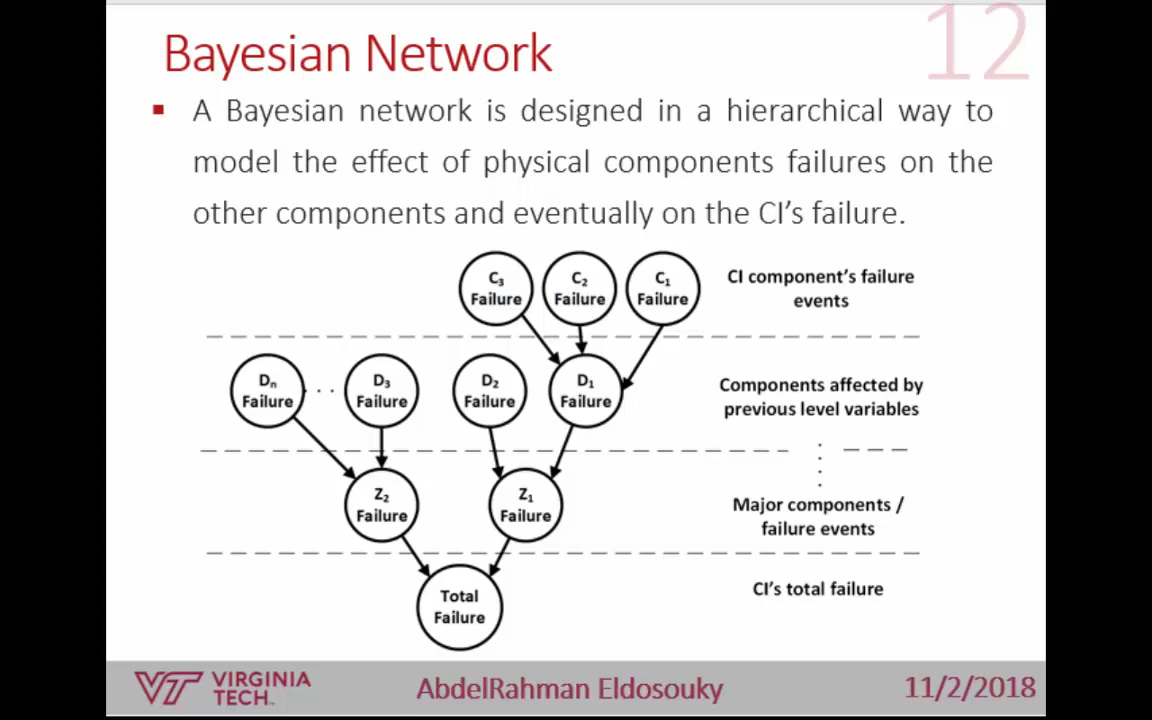 12
Bayesian Network
▪ A Bayesian network is designed in a hierarchical way to
model the effect of physical components failures on the
other components and eventually on the CI's failure.
C₃
Failure
C₂
Failure
C₁
Failure
CI component's failure
events
Dₙ
Failure
. .
D₃
Failure
D₂
Failure
D₁
Failure
Components affected by
previous level variables
Z₂
Failure
Z₁
Failure
Major components /
failure events
Total
Failure
CI's total failure
VT VIRGINIA
TECH.
AbdelRahman Eldosouky
11/2/2018